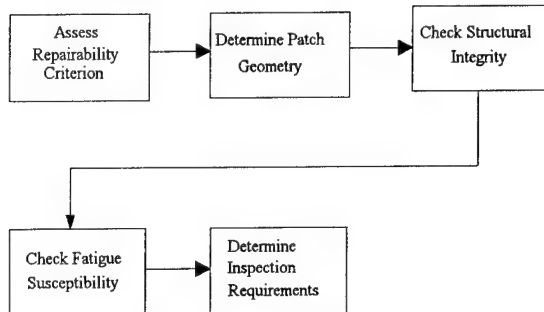 Assess
Repairability
Criterion
Determine Patch
Geometry
Check Structural
Integrity
Check Fatigue
Susceptibility
Determine
Inspection
Requirements